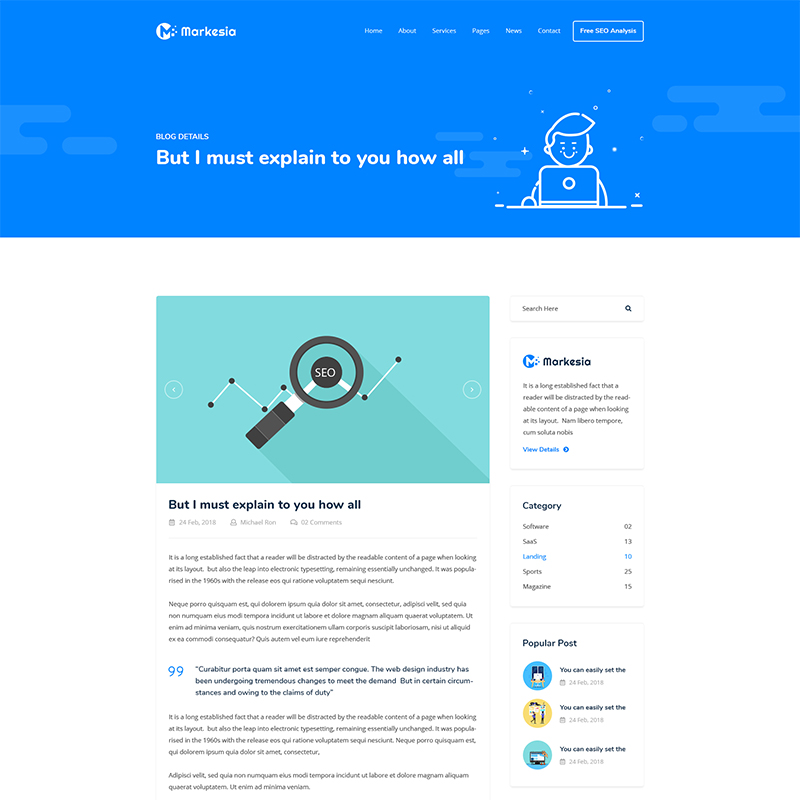 Markesia
Home About Services Pages News Contact Free SEO Analysis
BLOG DETAILS
But I must explain to you how all
SEO
But I must explain to you how all
24 Feb, 2018 Michael Ron 02 Comments
It is a long established fact that a reader will be distracted by the readable content of a page when looking
at its layout. but also the leap into electronic typesetting, remaining essentially unchanged. It was popula-
rised in the 1960s with the release eos qui ratione voluptatem sequi nesciunt.
Neque porro quisquam est, qui dolorem ipsum quia dolor sit amet, consectetur, adipisci velit, sed quia
non numquam eius modi tempora incidunt ut labore et dolore magnam aliquam quaerat voluptatem. Ut
enim ad minima veniam, quis nostrum exercitationem ullam corporis suscipit laboriosam, nisi ut aliquid
ex ea commodi consequatur? Quis autem vel eum iure reprehenderit
"Curabitur porta quam sit amet est semper congue. The web design industry has
been undergoing tremendous changes to meet the demand But in certain circum-
stances and owing to the claims of duty"
It is a long established fact that a reader will be distracted by the readable content of a page when looking
at its layout. but also the leap into electronic typesetting, remaining essentially unchanged. It was popula-
rised in the 1960s with the release eos qui ratione voluptatem sequi nesciunt. Neque porro quisquam est,
qui dolorem ipsum quia dolor sit amet, consectetur,
Adipisci velit, sed quia non numquam eius modi tempora incidunt ut labore et dolore magnam aliquam
quaerat voluptatem. Ut enim ad minima veniam.
Search Here
Markesia
It is a long established fact that a
reader will be distracted by the read-
able content of a page when looking
at its layout. Nam libero tempore,
cum soluta nobis
View Details
Category
Software 02
SaaS 13
Landing 10
Sports 25
Magazine 15
Popular Post
You can easily set the
24 Feb, 2018
You can easily set the
24 Feb, 2018
You can easily set the
24 Feb, 2018